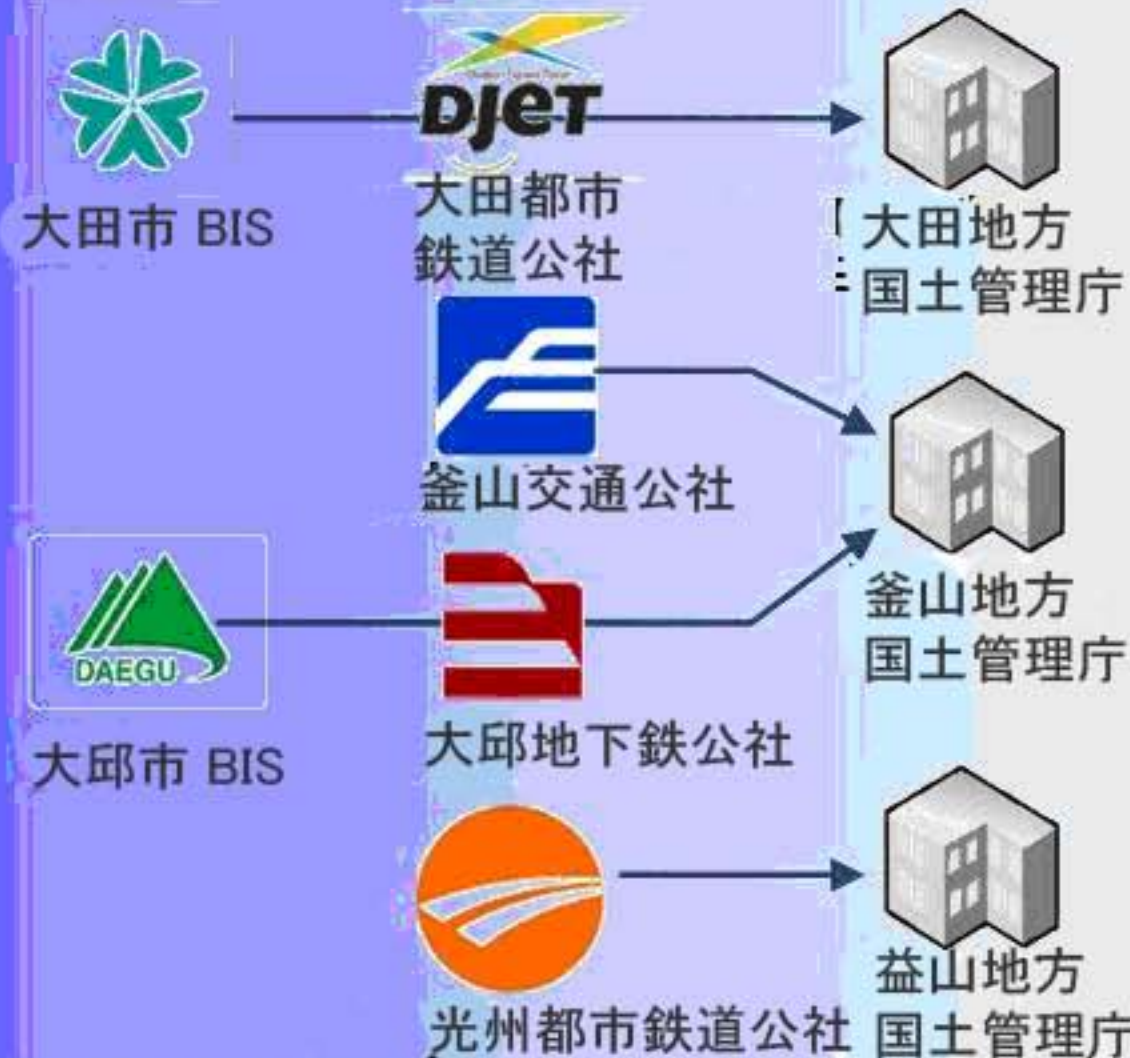 DJeT
大田市 BIS
大田都市
鉄道公社
大田地方
国土管理庁
釜山交通公社
釜山地方
国土管理庁
DAEGU
大邱市 BIS
大邱地下鉄公社
光州都市鉄道公社
益山地方
国土管理庁